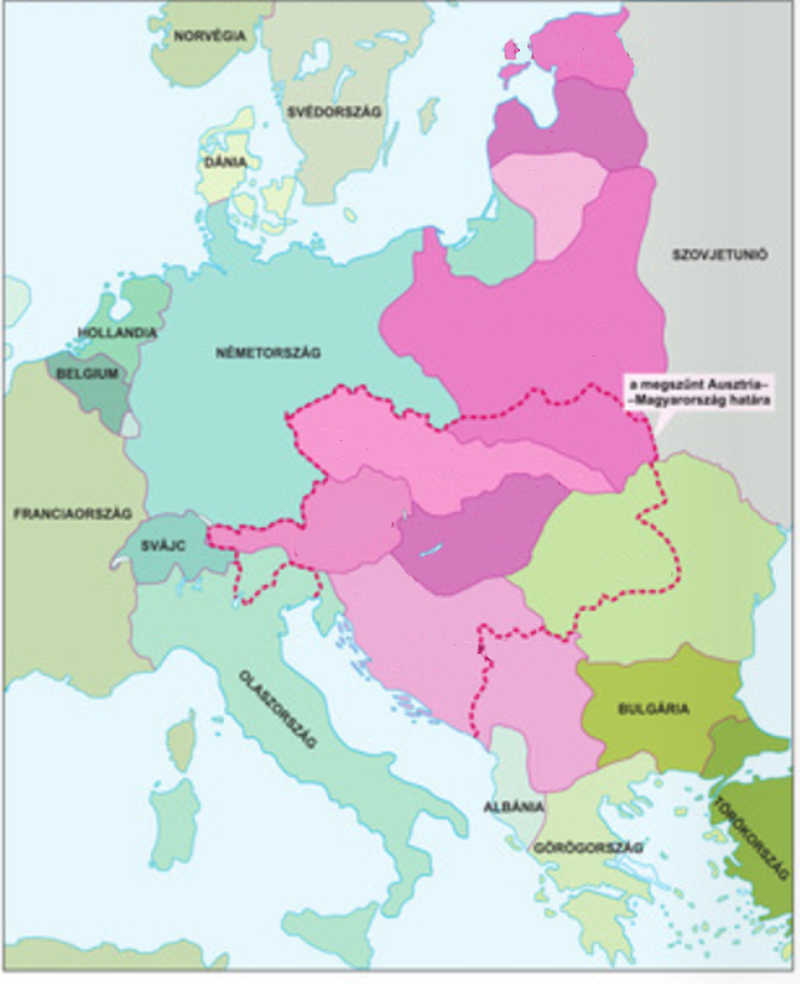 NORVÉGIA
SVÉDORSZÁG
DÁNIA
SZOVJETUNIÓ
HOLLANDIA
NÉMETORSZÁG
BELGIUM
a megszűnt Ausztria–
–Magyarország határa
FRANCIAORSZÁG
SVÁJC
OLASZORSZÁG
BULGÁRIA
ALBÁNIA
TÖRÖKORSZÁG
GÖRÖGORSZÁG